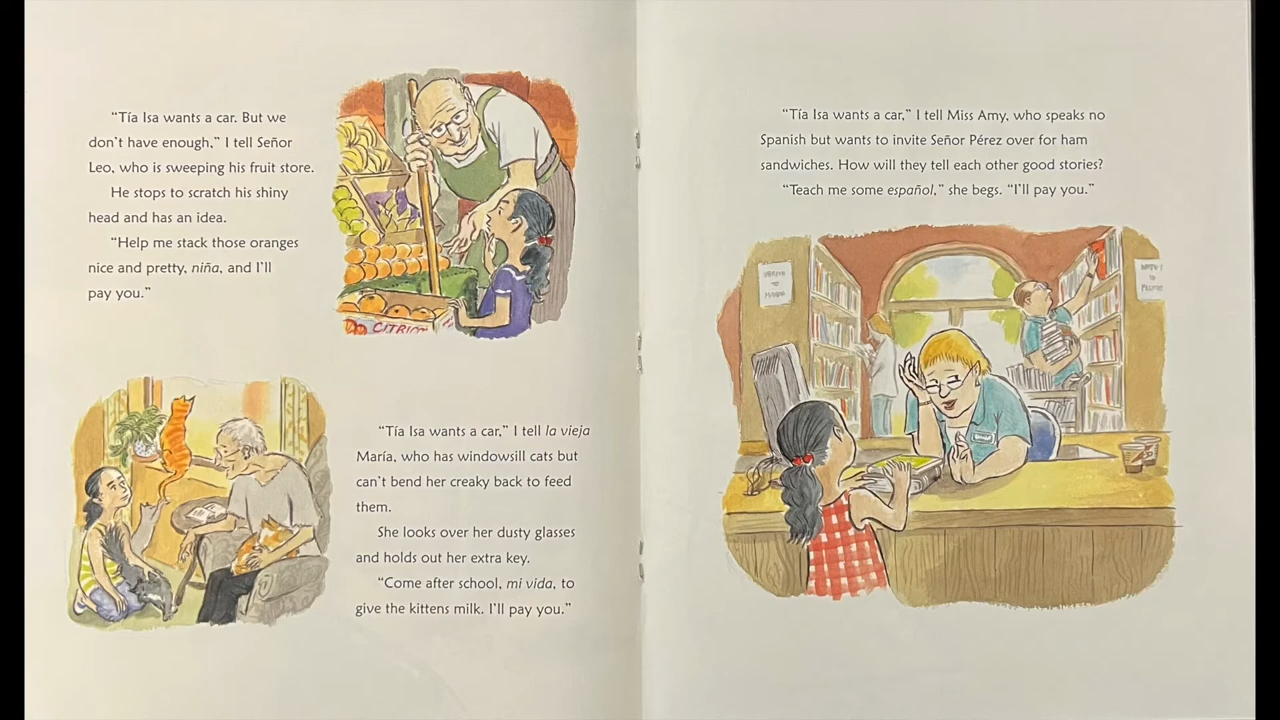 “Tía Isa wants a car. But we
don’t have enough,” I tell Señor
Leo, who is sweeping his fruit store.
He stops to scratch his shiny
head and has an idea.
“Help me stack those oranges
nice and pretty, niña, and I’ll
pay you.”
CITRI
“Tía Isa wants a car,” I tell la vieja
María, who has windowsill cats but
can’t bend her creaky back to feed
them.
She looks over her dusty glasses
and holds out her extra key.
“Come after school, mi vida, to
give the kittens milk. I’ll pay you.”
“Tía Isa wants a car,” I tell Miss Amy, who speaks no
Spanish but wants to invite Señor Pérez over for ham
sandwiches. How will they tell each other good stories?
“Teach me some español,” she begs. “I’ll pay you.”